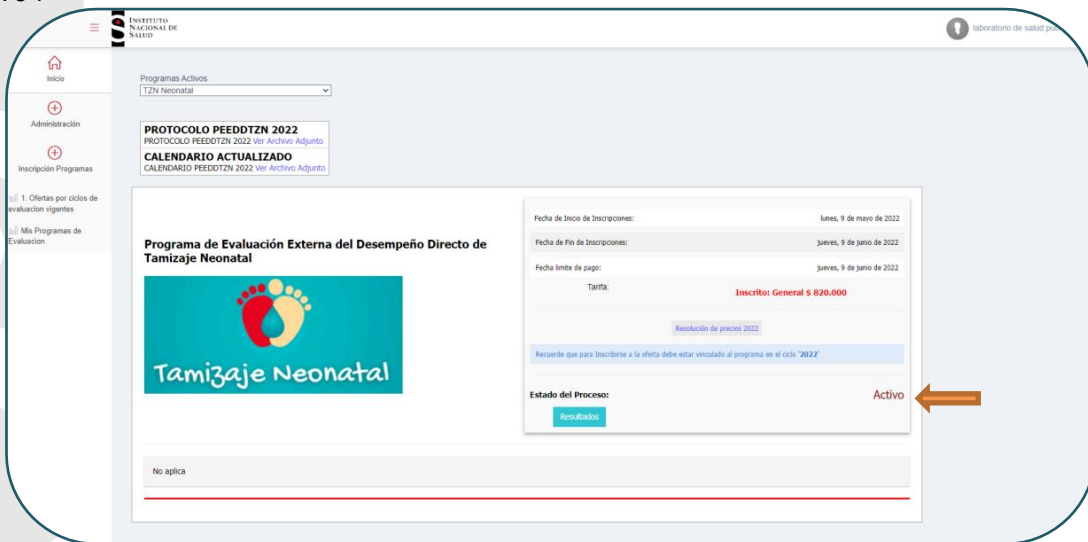 INSTITUTO
NACIONAL DE
SALUD
laboratorio de salud
Inicio
Administración
Inscripción Programas
1. Ofertas por ciclos de
evaluacion vigentes
Mis Programas de
Evaluacion
Programas Activos
TZN Neonatal
PROTOCOLO PEEDDTZN 2022
PROTOCOLO PEEDDTZN 2022 Ver Archivo Adjunto
CALENDARIO ACTUALIZADO
CALENDARIO PEEDDTZN 2022 Ver Archivo Adjunto
Programa de Evaluación Externa del Desempeño Directo de
Tamizaje Neonatal
Tamizaje Neonatal
Fecha de Inicio de Inscripciones: lunes, 9 de mayo de 2022
Fecha de Fin de Inscripciones: jueves, 9 de junio de 2022
Fecha limite de pago: jueves, 9 de junio de 2022
Tarifa: Inscrito: General $ 820.000
Resolución de precios 2022
Recuerde que para Inscribirse a la oferta debe estar vinculado al programa en el ciclo "2022"
Estado del Proceso: Activo
Resultados
No aplica